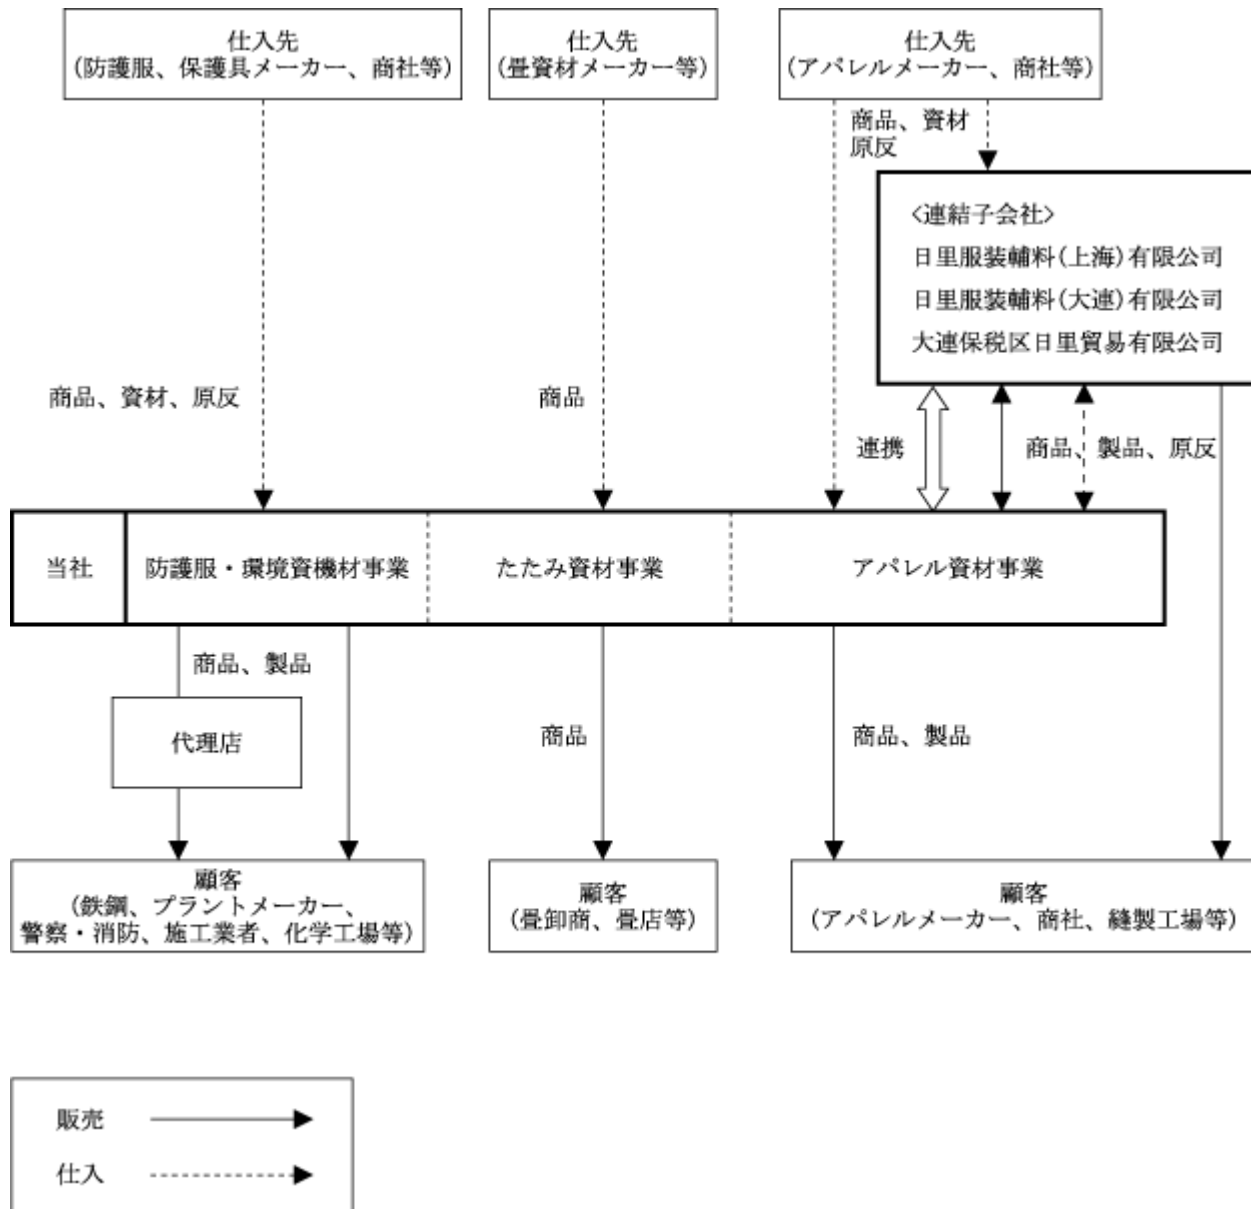 仕入先
(防護服、保護具メーカー、商社等)
仕入先
(畳資材メーカー等)
仕入先
(アパレルメーカー、商社等)
商品、資材
原反
<連結子会社>
日里服装輔料(上海)有限公司
日里服装輔料(大連)有限公司
大連保税区日里貿易有限公司
商品、資材、原反
商品
連携
商品、製品、原反
当社
防護服・環境資機材事業
たたみ資材事業
アパレル資材事業
商品、製品
代理店
商品
商品、製品
顧客
(鉄鋼、プラントメーカー、
警察・消防、施工業者、化学工場等)
顧客
(畳卸商、畳店等)
顧客
(アパレルメーカー、商社、縫製工場等)
販売
仕入